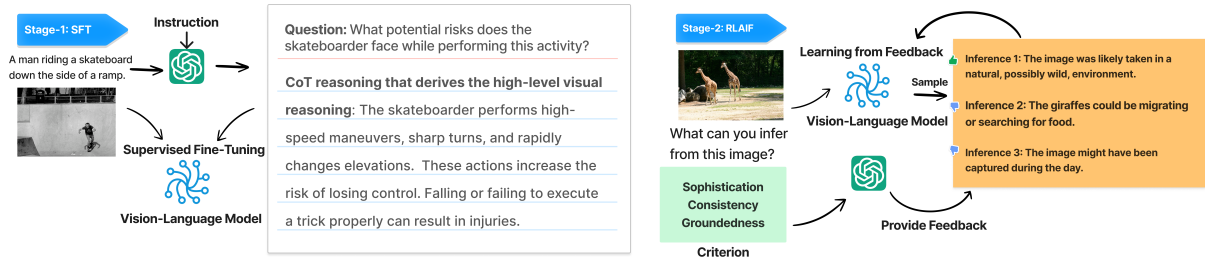 Stage-1: SFT
Instruction
A man riding a skateboard
down the side of a ramp.
Supervised Fine-Tuning
Vision-Language Model
Question: What potential risks does the
skateboarder face while performing this activity?
CoT reasoning that derives the high-level visual
reasoning: The skateboarder performs high-
speed maneuvers, sharp turns, and rapidly
changes elevations.  These actions increase the
risk of losing control. Falling or failing to execute
a trick properly can result in injuries.
Stage-2: RLAIF
Learning from Feedback
Sample
Vision-Language Model
What can you infer
from this image?
Sophistication
Consistency
Groundedness
Criterion
Provide Feedback
Inference 1: The image was likely taken in a
natural, possibly wild, environment.
Inference 2: The giraffes could be migrating
or searching for food.
Inference 3: The image might have been
captured during the day.